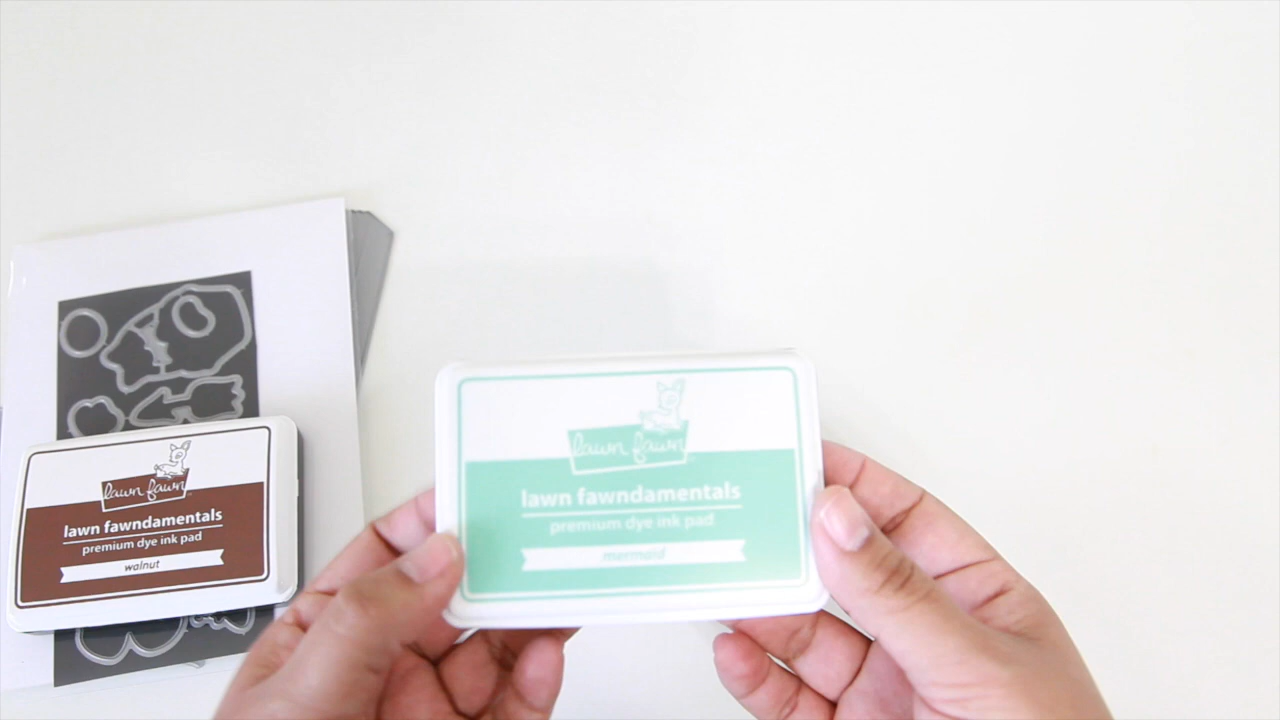 lawn fawn
lawn fawndamentals
premium dye ink pad
walnut
lawn fawn
lawn fawndamentals
premium dye ink pad
mermaid